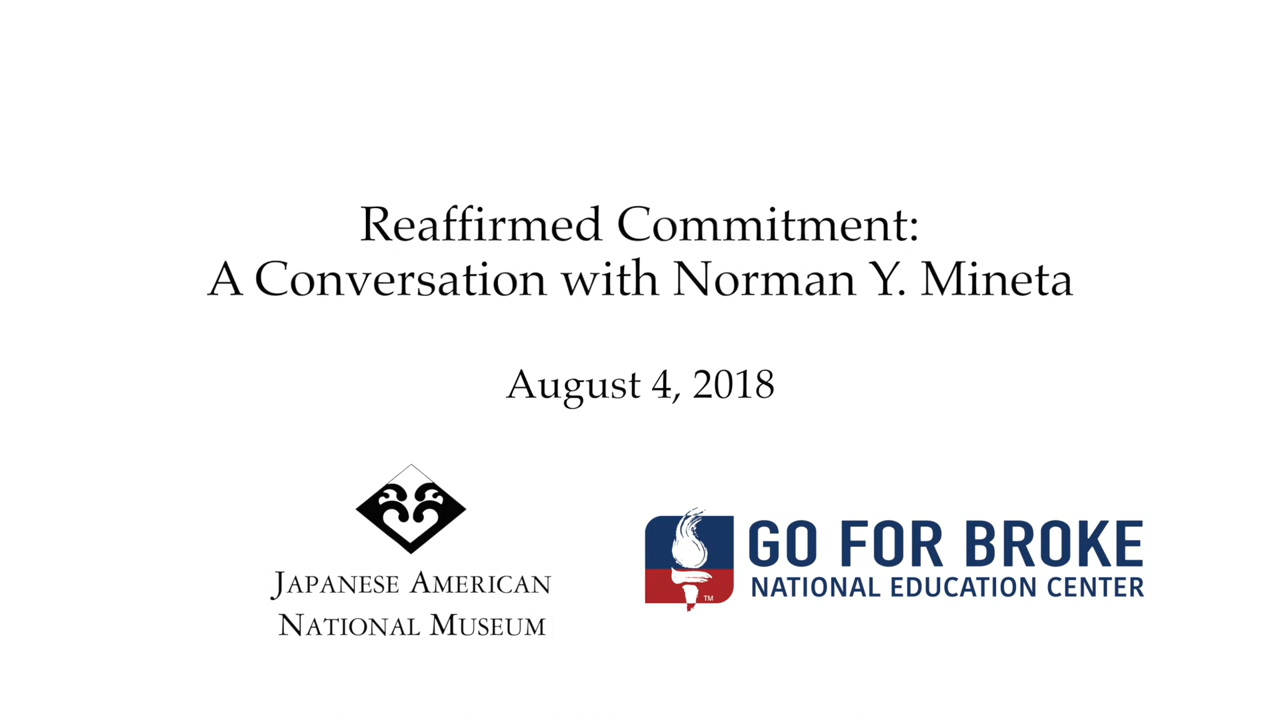 Reaffirmed Commitment:
A Conversation with Norman Y. Mineta
August 4, 2018
JAPANESE AMERICAN
NATIONAL MUSEUM
GO FOR BROKE
NATIONAL EDUCATION CENTER
TM